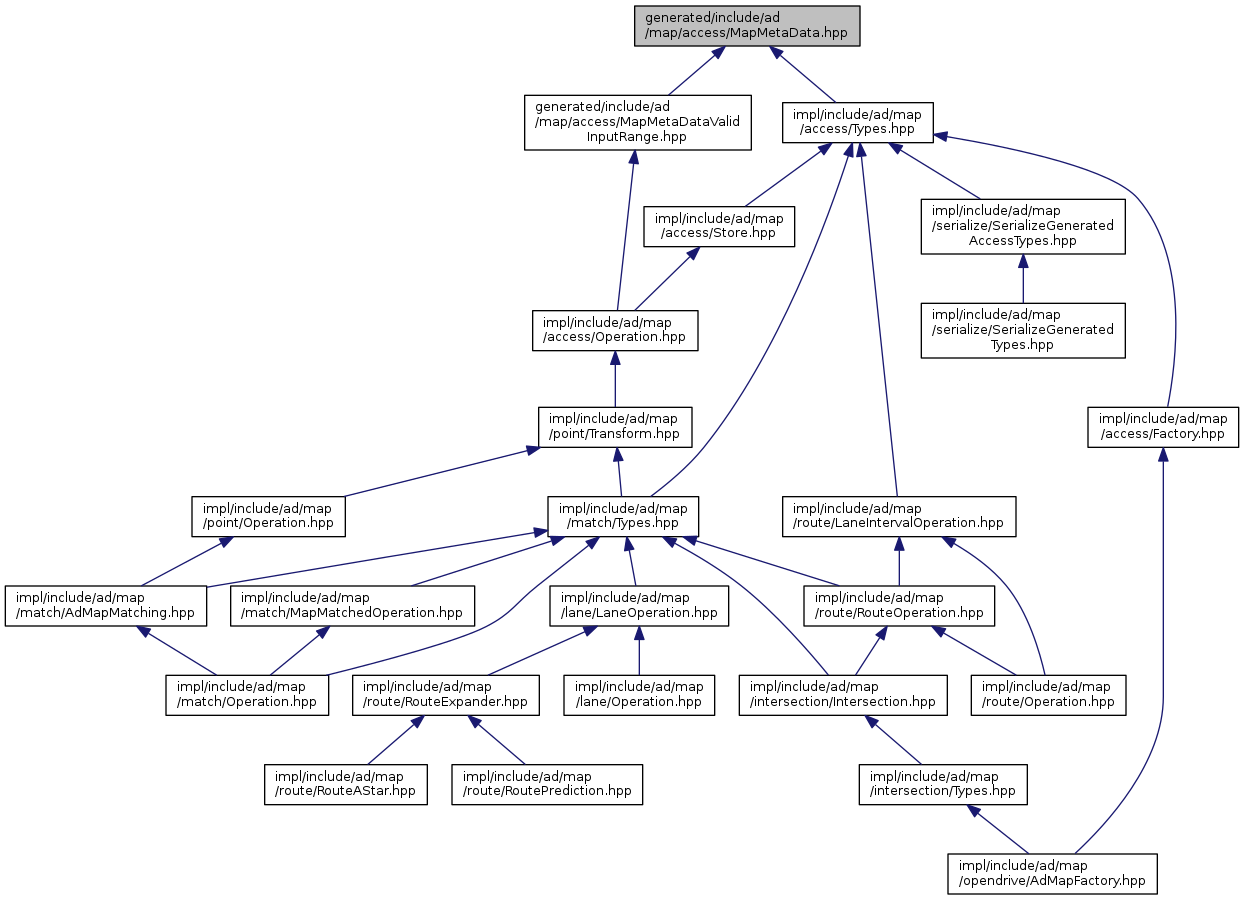 generated/include/ad
/map/access/MapMetaData.hpp
generated/include/ad
/map/access/MapMetaDataValid
InputRange.hpp
impl/include/ad/map
/access/Types.hpp
impl/include/ad/map
/access/Store.hpp
impl/include/ad/map
/serialize/SerializeGenerated
AccessTypes.hpp
impl/include/ad/map
/access/Operation.hpp
impl/include/ad/map
/serialize/SerializeGenerated
Types.hpp
impl/include/ad/map
/point/Transform.hpp
impl/include/ad/map
/access/Factory.hpp
impl/include/ad/map
/point/Operation.hpp
impl/include/ad/map
/match/Types.hpp
impl/include/ad/map
/route/LaneIntervalOperation.hpp
impl/include/ad/map
/match/AdMapMatching.hpp
impl/include/ad/map
/match/MapMatchedOperation.hpp
impl/include/ad/map
/lane/LaneOperation.hpp
impl/include/ad/map
/route/RouteOperation.hpp
impl/include/ad/map
/match/Operation.hpp
impl/include/ad/map
/route/RouteExpander.hpp
impl/include/ad/map
/lane/Operation.hpp
impl/include/ad/map
/intersection/Intersection.hpp
impl/include/ad/map
/route/Operation.hpp
impl/include/ad/map
/route/RouteAStar.hpp
impl/include/ad/map
/route/RoutePrediction.hpp
impl/include/ad/map
/intersection/Types.hpp
impl/include/ad/map
/opendrive/AdMapFactory.hpp